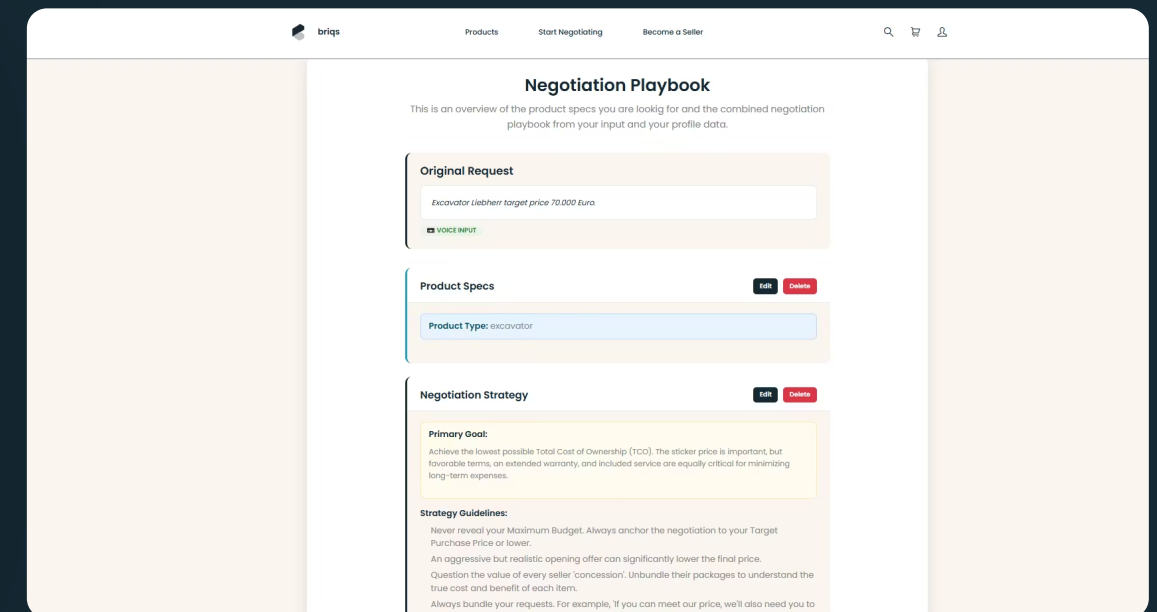 briqs
Products
Start Negotiating
Become a Seller
Negotiation Playbook
This is an overview of the product specs you are lookig for and the combined negotiation
playbook from your input and your profile data.
Original Request
Excavator Liebherr target price 70.000 Euro.
VOICE INPUT
Product Specs
Edit
Delete
Product Type: excavator
Negotiation Strategy
Edit
Delete
Primary Goal:
Achieve the lowest possible Total Cost of Ownership (TCO). The sticker price is important, but
favorable terms, an extended warranty, and included service are equally critical for minimizing
long-term expenses.
Strategy Guidelines:
Never reveal your Maximum Budget. Always anchor the negotiation to your Target
Purchase Price or lower.
An aggressive but realistic opening offer can significantly lower the final price.
Question the value of every seller 'concession'. Unbundle their packages to understand the
true cost and benefit of each item.
Always bundle your requests. For example, 'If you can meet our price, we'll also need you to